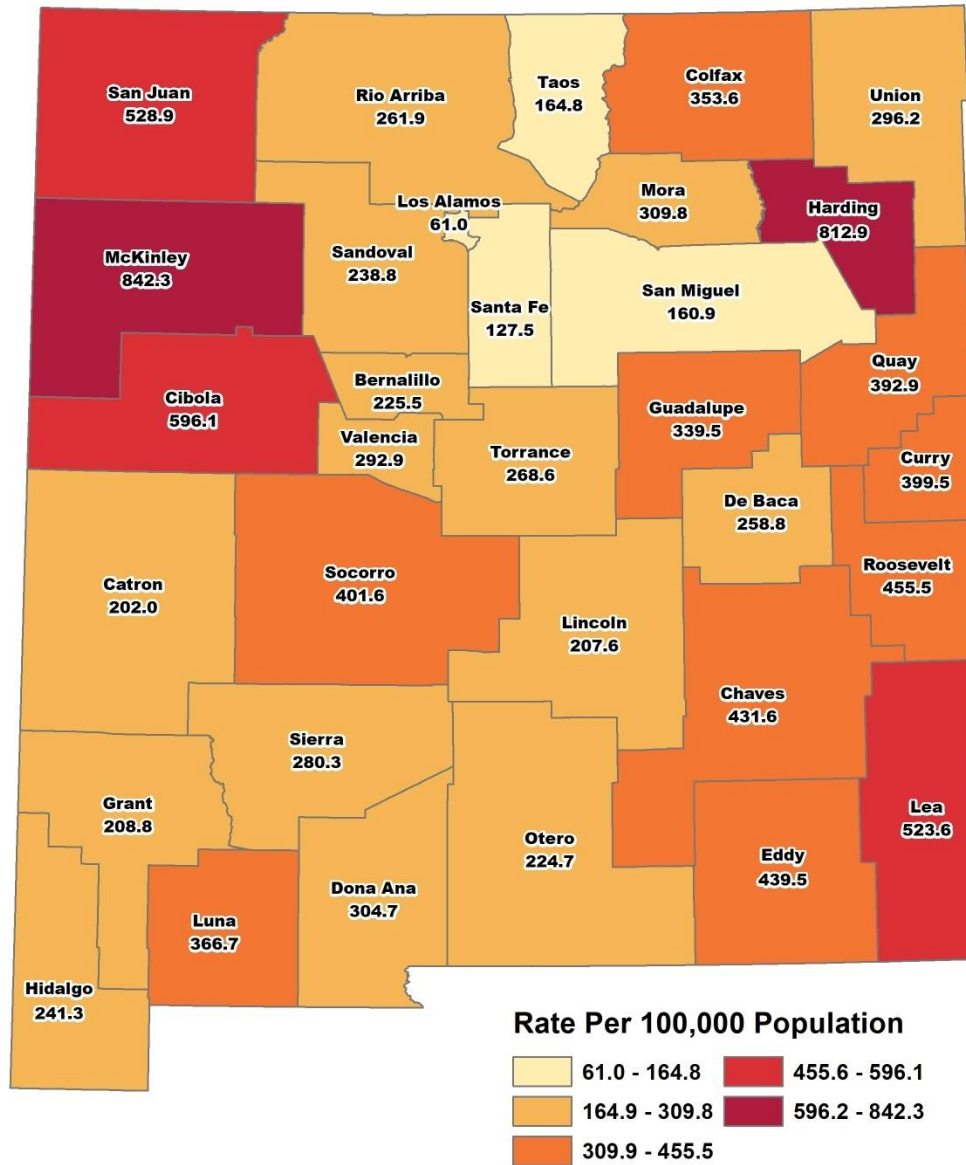 San Juan
528.9
Rio Arriba
261.9
Taos
164.8
Colfax
353.6
Union
296.2
Los Alamos
61.0
Mora
309.8
Harding
812.9
McKinley
842.3
Sandoval
238.8
Santa Fe
127.5
San Miguel
160.9
Quay
392.9
Cibola
596.1
Bernalillo
225.5
Guadalupe
339.5
Valencia
292.9
Torrance
268.6
Curry
399.5
De Baca
258.8
Catron
202.0
Socorro
401.6
Roosevelt
455.5
Lincoln
207.6
Chaves
431.6
Sierra
280.3
Grant
208.8
Otero
224.7
Lea
523.6
Eddy
439.5
Dona Ana
304.7
Luna
366.7
Hidalgo
241.3
Rate Per 100,000 Population
61.0 - 164.8
164.9 - 309.8
309.9 - 455.5
455.6 - 596.1
596.2 - 842.3